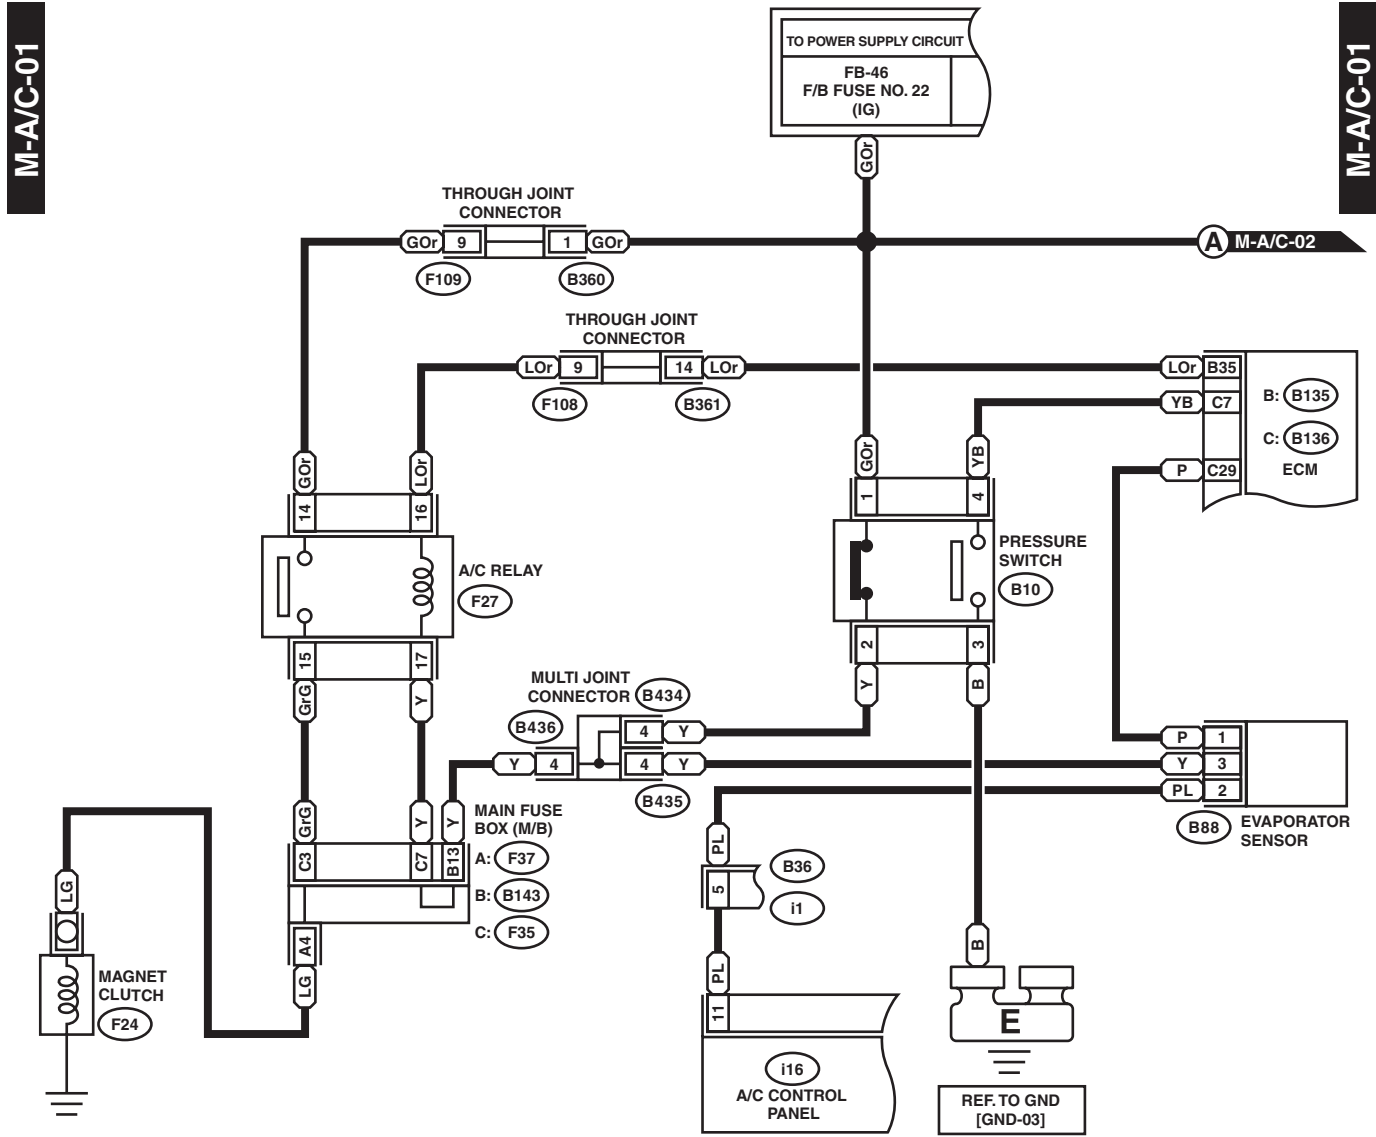 M-A/C-01
M-A/C-01
TO POWER SUPPLY CIRCUIT
FB-46
F/B FUSE NO. 22
(IG)
GOr
THROUGH JOINT
CONNECTOR
GOr 9 1 GOr
F109 B360
A M-A/C-02
THROUGH JOINT
CONNECTOR
LOr 9 14 LOr
F108 B361
LOr B35
YB C7
P C29
B: B135
C: B136
ECM
GOr LOr
14 16
A/C RELAY
F27
15 17
GrG Y
GOr YB
1 4
PRESSURE
SWITCH
B10
2 3
Y B
MULTI JOINT
CONNECTOR B434
B436
4 Y
Y 4 4 Y
B435
P 1
Y 3
PL 2
B88 EVAPORATOR
SENSOR
GrG Y Y
C3 C7 B13
MAIN FUSE
BOX (M/B)
A: F37
B: B143
C: F35
A4
LG
LG
MAGNET
CLUTCH
F24
PL
5
B36
i1
PL
11
i16
A/C CONTROL
PANEL
B
E
REF. TO GND
[GND-03]